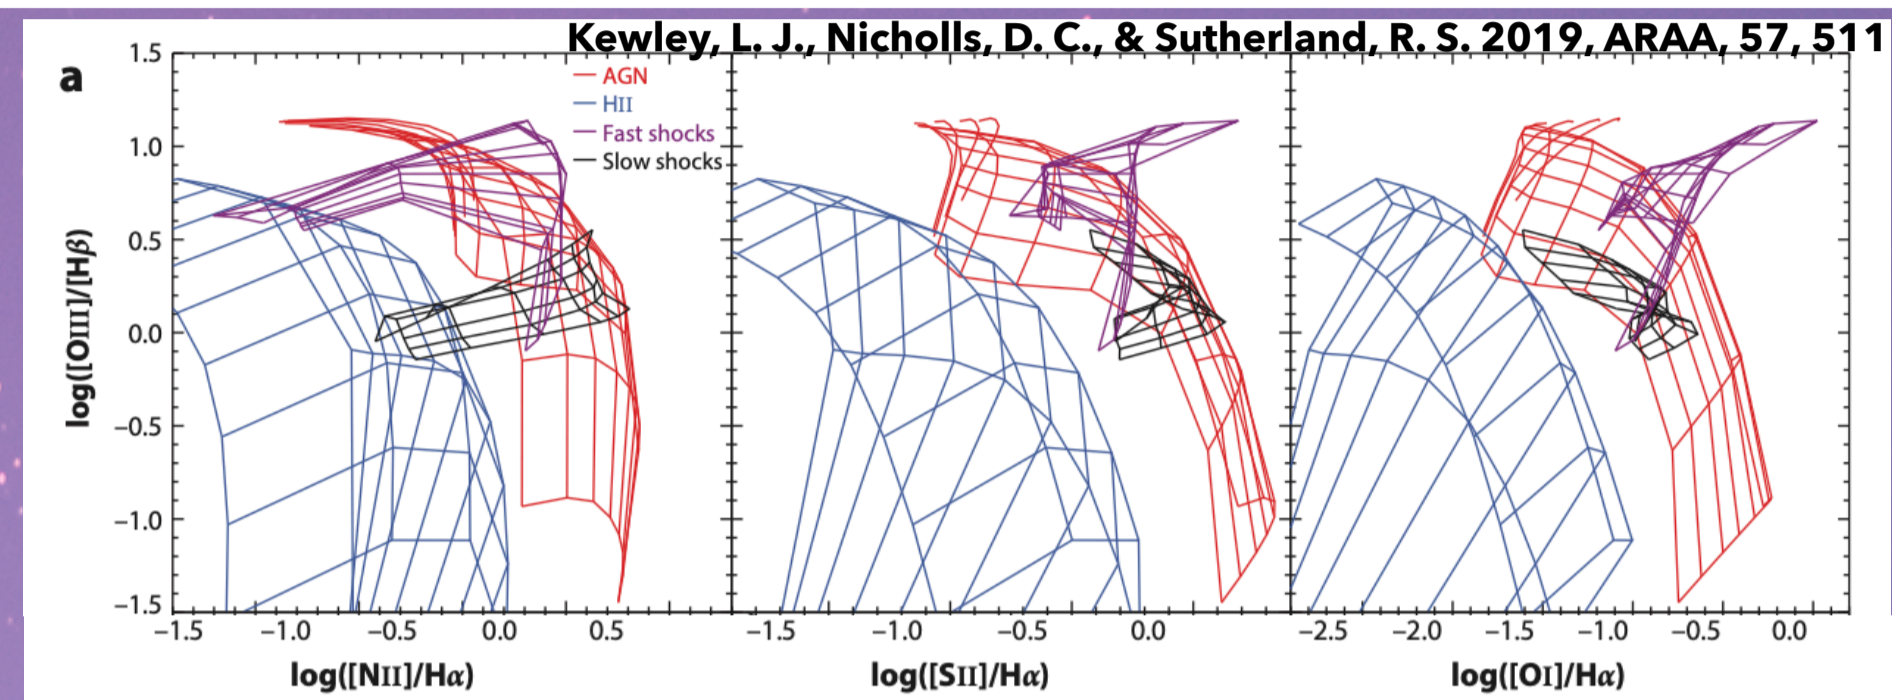 Kewley, L. J., Nicholls, D. C., & Sutherland, R. S. 2019, ARAA, 57, 511
a
AGN
HII
Fast shocks
Slow shocks
log([OIII]/[Hβ)
1.5
1.0
0.5
0.0
−0.5
−1.0
−1.5
−1.5 −1.0 −0.5 0.0 0.5
log([NII]/Hα)
−1.5 −1.0 −0.5 0.0
log([SII]/Hα)
−2.5 −2.0 −1.5 −1.0 −0.5 0.0
log([OI]/Hα)